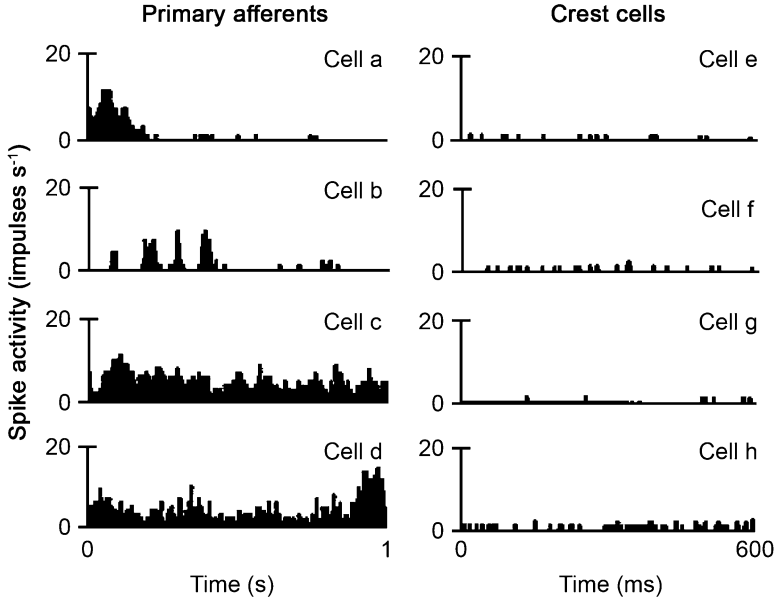 Primary afferents
Crest cells
Spike activity (impulses s-1)
20
Cell a
0
20
Cell b
0
20
Cell c
0
20
Cell d
0
0
1
Time (s)
20
Cell e
0
20
Cell f
0
20
Cell g
0
20
Cell h
0
0
600
Time (ms)